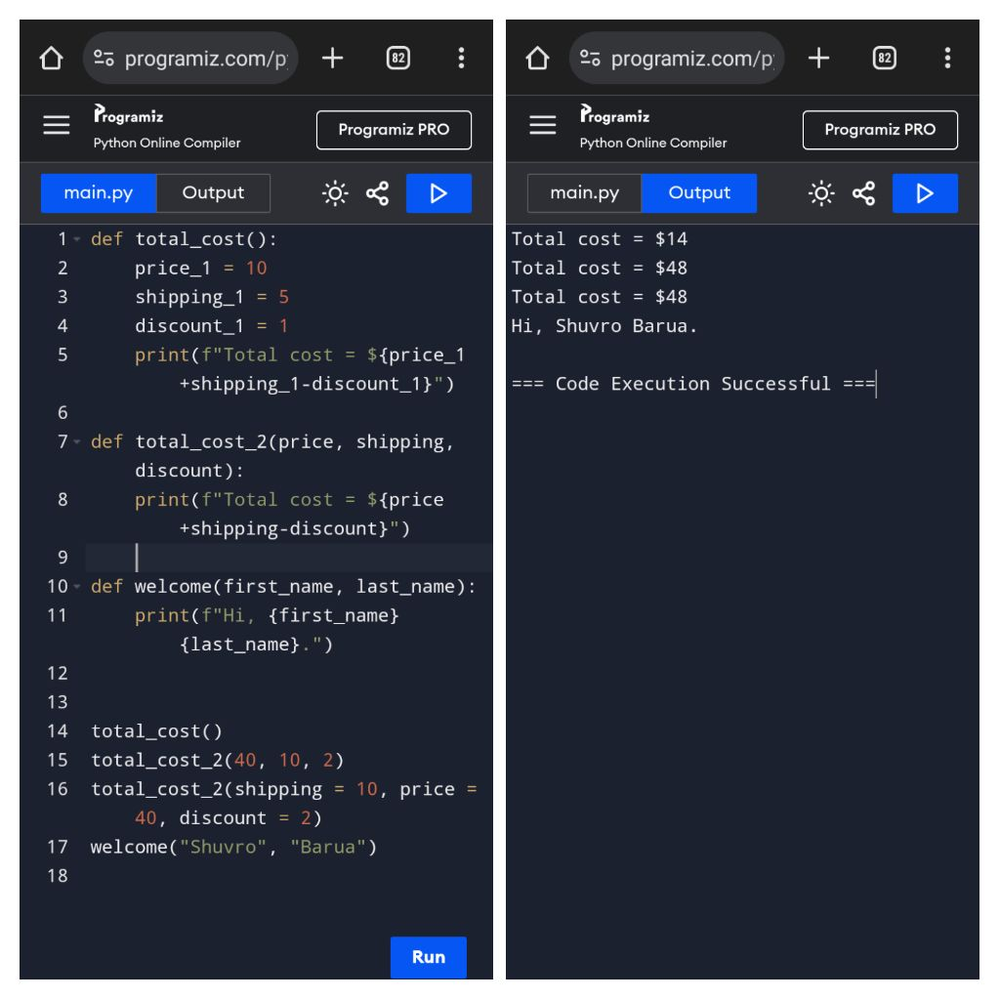 82
programiz.com/p
Programiz
Python Online Compiler
Programiz PRO
main.py
Output
1 def total_cost():
2     price_1 = 10
3     shipping_1 = 5
4     discount_1 = 1
5     print(f"Total cost = ${price_1
        +shipping_1-discount_1}")
6
7 def total_cost_2(price, shipping,
    discount):
8     print(f"Total cost = ${price
        +shipping-discount}")
9
10 def welcome(first_name, last_name):
11     print(f"Hi, {first_name}
        {last_name}.")
12
13
14 total_cost()
15 total_cost_2(40, 10, 2)
16 total_cost_2(shipping = 10, price =
    40, discount = 2)
17 welcome("Shuvro", "Barua")
18
Run
programiz.com/p
82
Programiz
Python Online Compiler
Programiz PRO
main.py
Output
Total cost = $14
Total cost = $48
Total cost = $48
Hi, Shuvro Barua.
=== Code Execution Successful ===